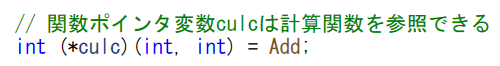 // 関数ポインタ変数culcは計算関数を参照できる
int (*culc)(int, int) = Add;